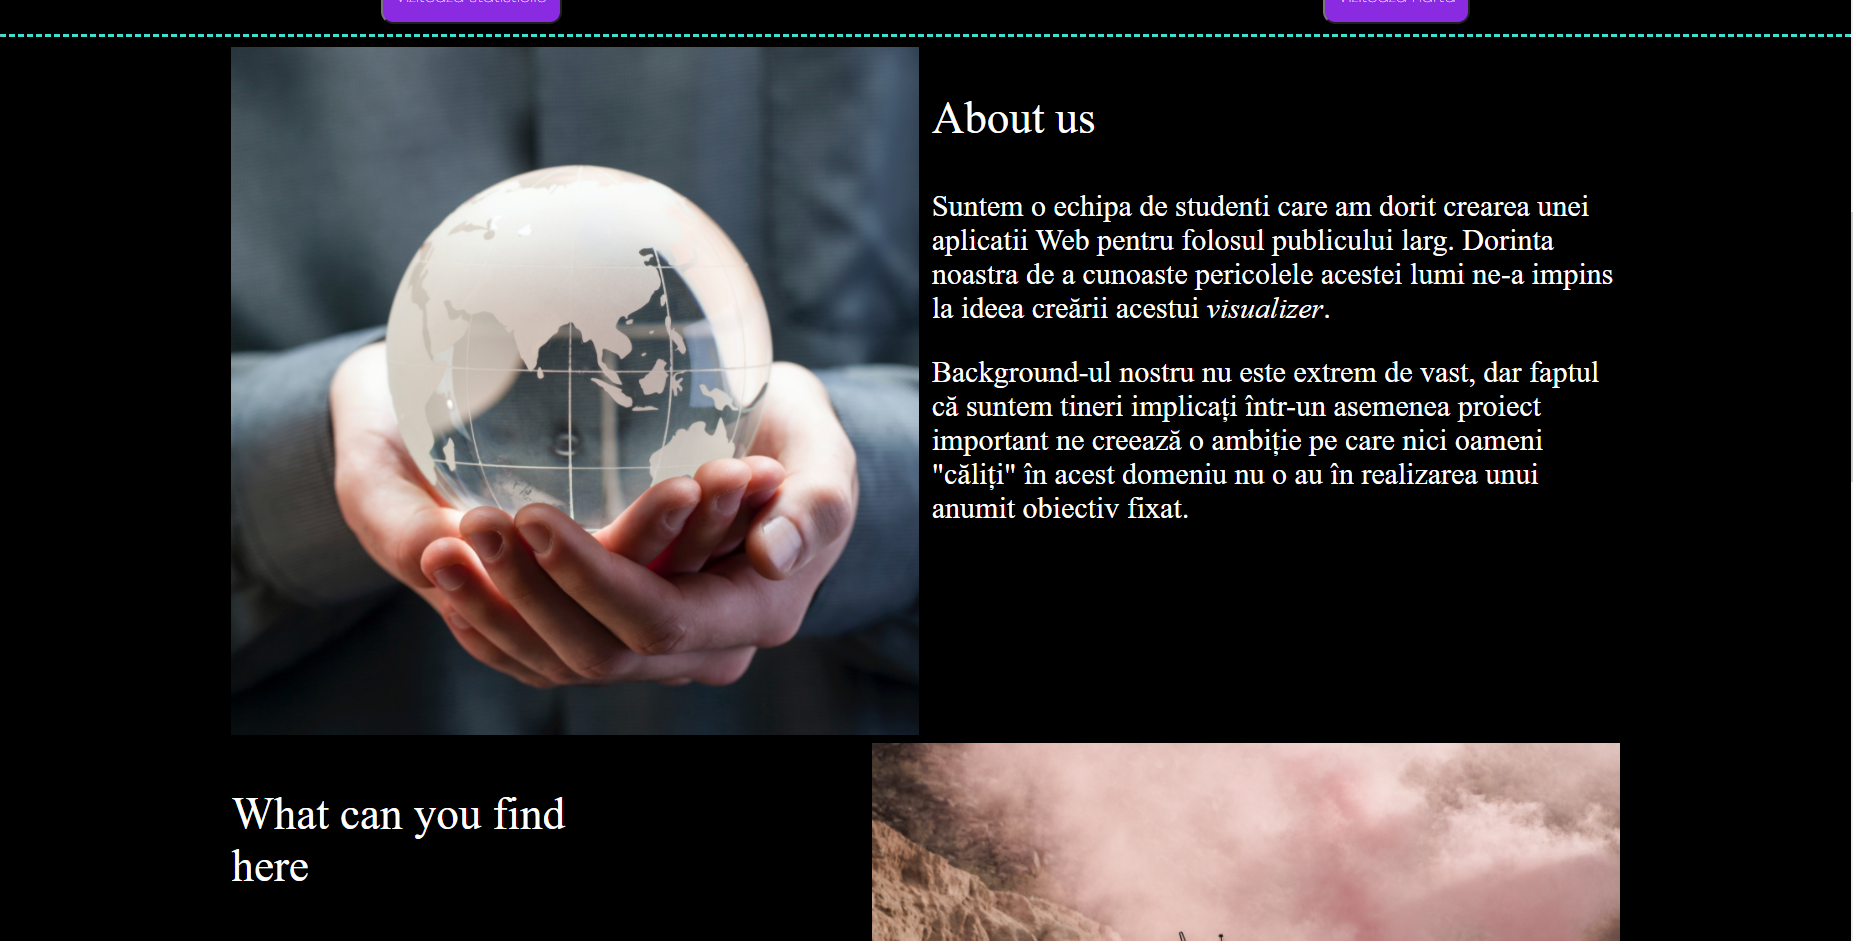 About us
Suntem o echipa de studenti care am dorit crearea unei
aplicatii Web pentru folosul publicului larg. Dorinta
noastra de a cunoaste pericolele acestei lumi ne-a impins
la ideea creării acestui visualizer.
Background-ul nostru nu este extrem de vast, dar faptul
că suntem tineri implicați într-un asemenea proiect
important ne creează o ambiție pe care nici oameni
"căliți" în acest domeniu nu o au în realizarea unui
anumit obiectiv fixat.
What can you find
here